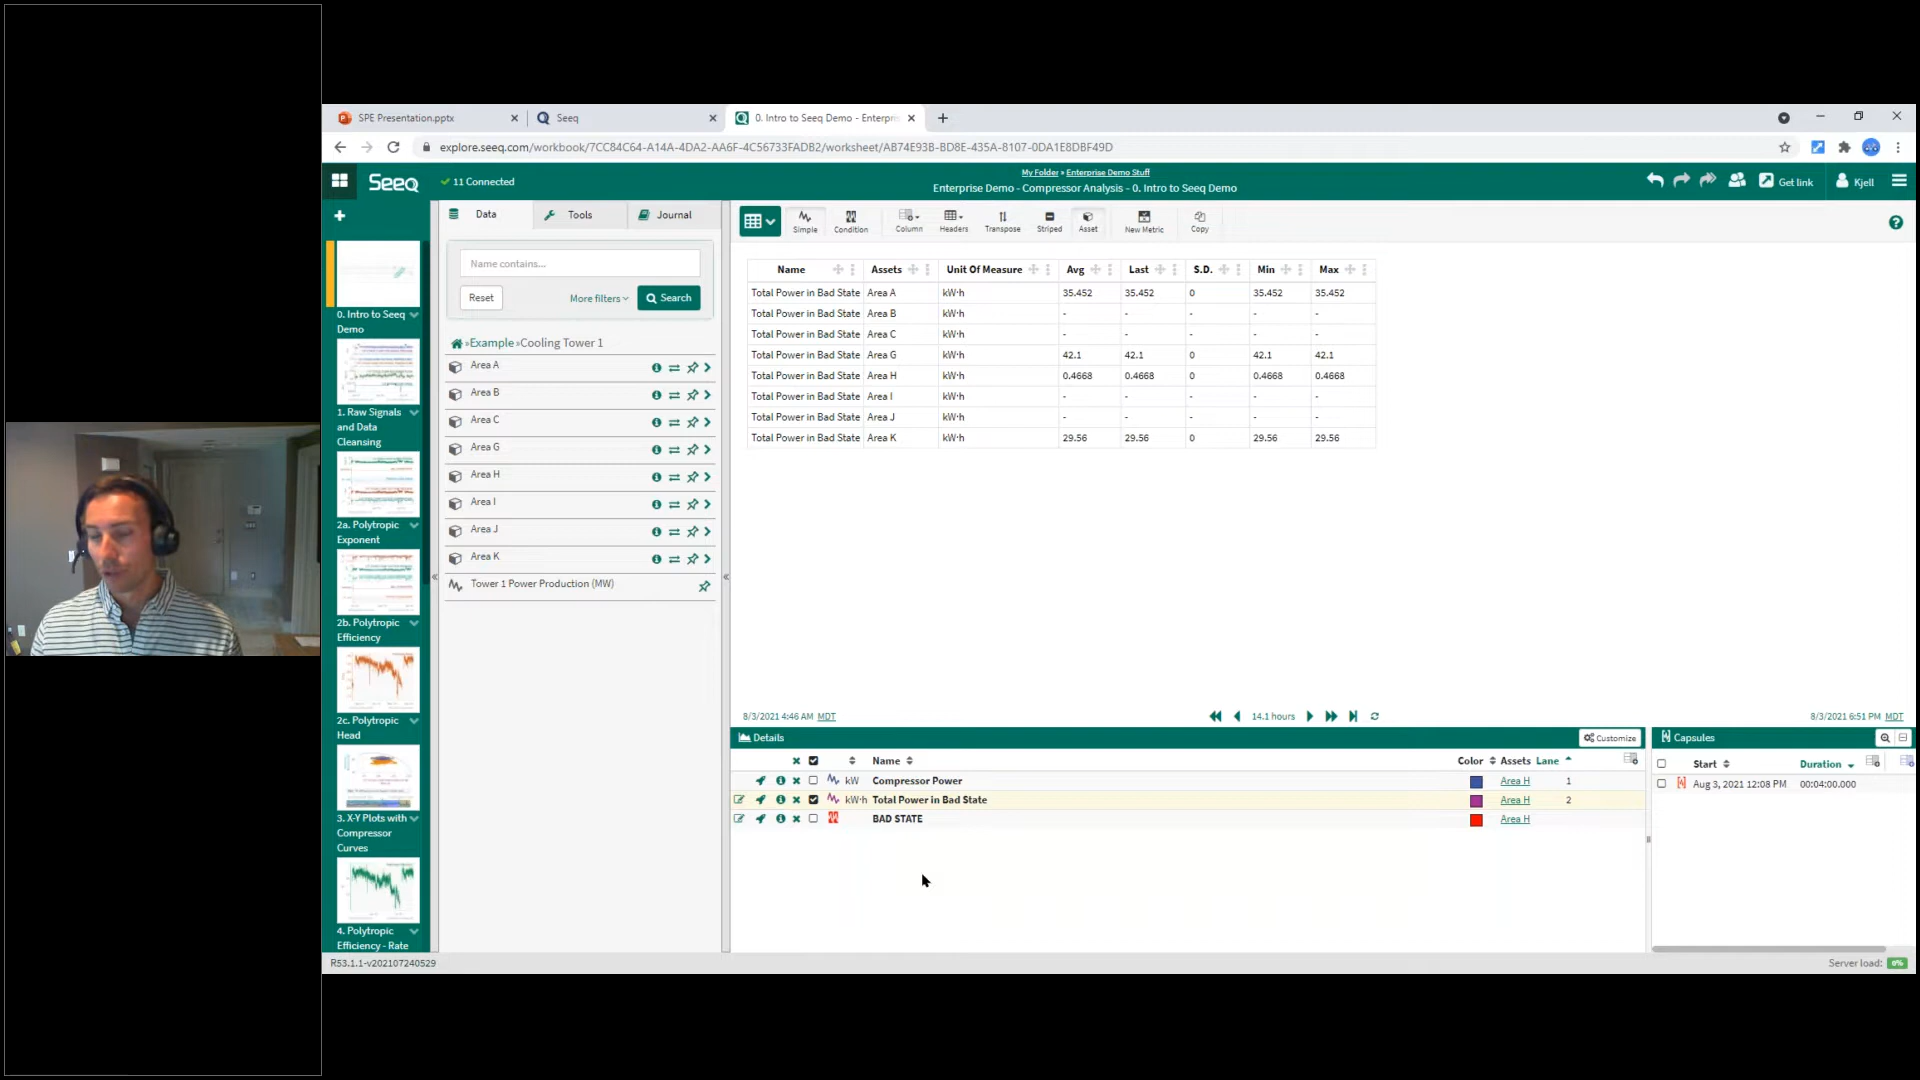 SPE Presentation.pptx
Seeq
0. Intro to Seeq Demo - Enterpri
explore.seeq.com/workbook/7CC84C64-A14A-4DA2-AA6F-4C56733FADB2/worksheet/AB74E93B-BD8E-435A-8107-0DA1E8DBF49D
Seeq
11 Connected
My Folder » Enterprise Demo Stuff
Enterprise Demo - Compressor Analysis - 0. Intro to Seeq Demo
Get link
Kjell
0. Intro to Seeq
Demo
1. Raw Signals
and Data
Cleansing
2a. Polytropic
Exponent
2b. Polytropic
Efficiency
2c. Polytropic
Head
3. X-Y Plots with
Compressor
Curves
4. Polytropic
Efficiency - Rate
Data
Tools
Journal
Name contains...
Reset
More filters
Search
» Example » Cooling Tower 1
Area A
Area B
Area C
Area G
Area H
Area I
Area J
Area K
Tower 1 Power Production (MW)
Simple
Condition
Column
Headers
Transpose
Striped
Asset
New Metric
Copy
Name Assets Unit Of Measure Avg Last S.D. Min Max
Total Power in Bad State Area A kW·h 35.452 35.452 0 35.452 35.452
Total Power in Bad State Area B kW·h - - - - -
Total Power in Bad State Area C kW·h - - - - -
Total Power in Bad State Area G kW·h 42.1 42.1 0 42.1 42.1
Total Power in Bad State Area H kW·h 0.4668 0.4668 0 0.4668 0.4668
Total Power in Bad State Area I kW·h - - - - -
Total Power in Bad State Area J kW·h - - - - -
Total Power in Bad State Area K kW·h 29.56 29.56 0 29.56 29.56
8/3/2021 4:46 AM MDT
14.1 hours
8/3/2021 6:51 PM MDT
Details
Customize
Name Color Assets Lane
kW Compressor Power Area H 1
kW·h Total Power in Bad State Area H 2
BAD STATE Area H
Capsules
Start Duration
Aug 3, 2021 12:08 PM 00:04:00.000
R53.1.1-v202107240529
Server load: 6%